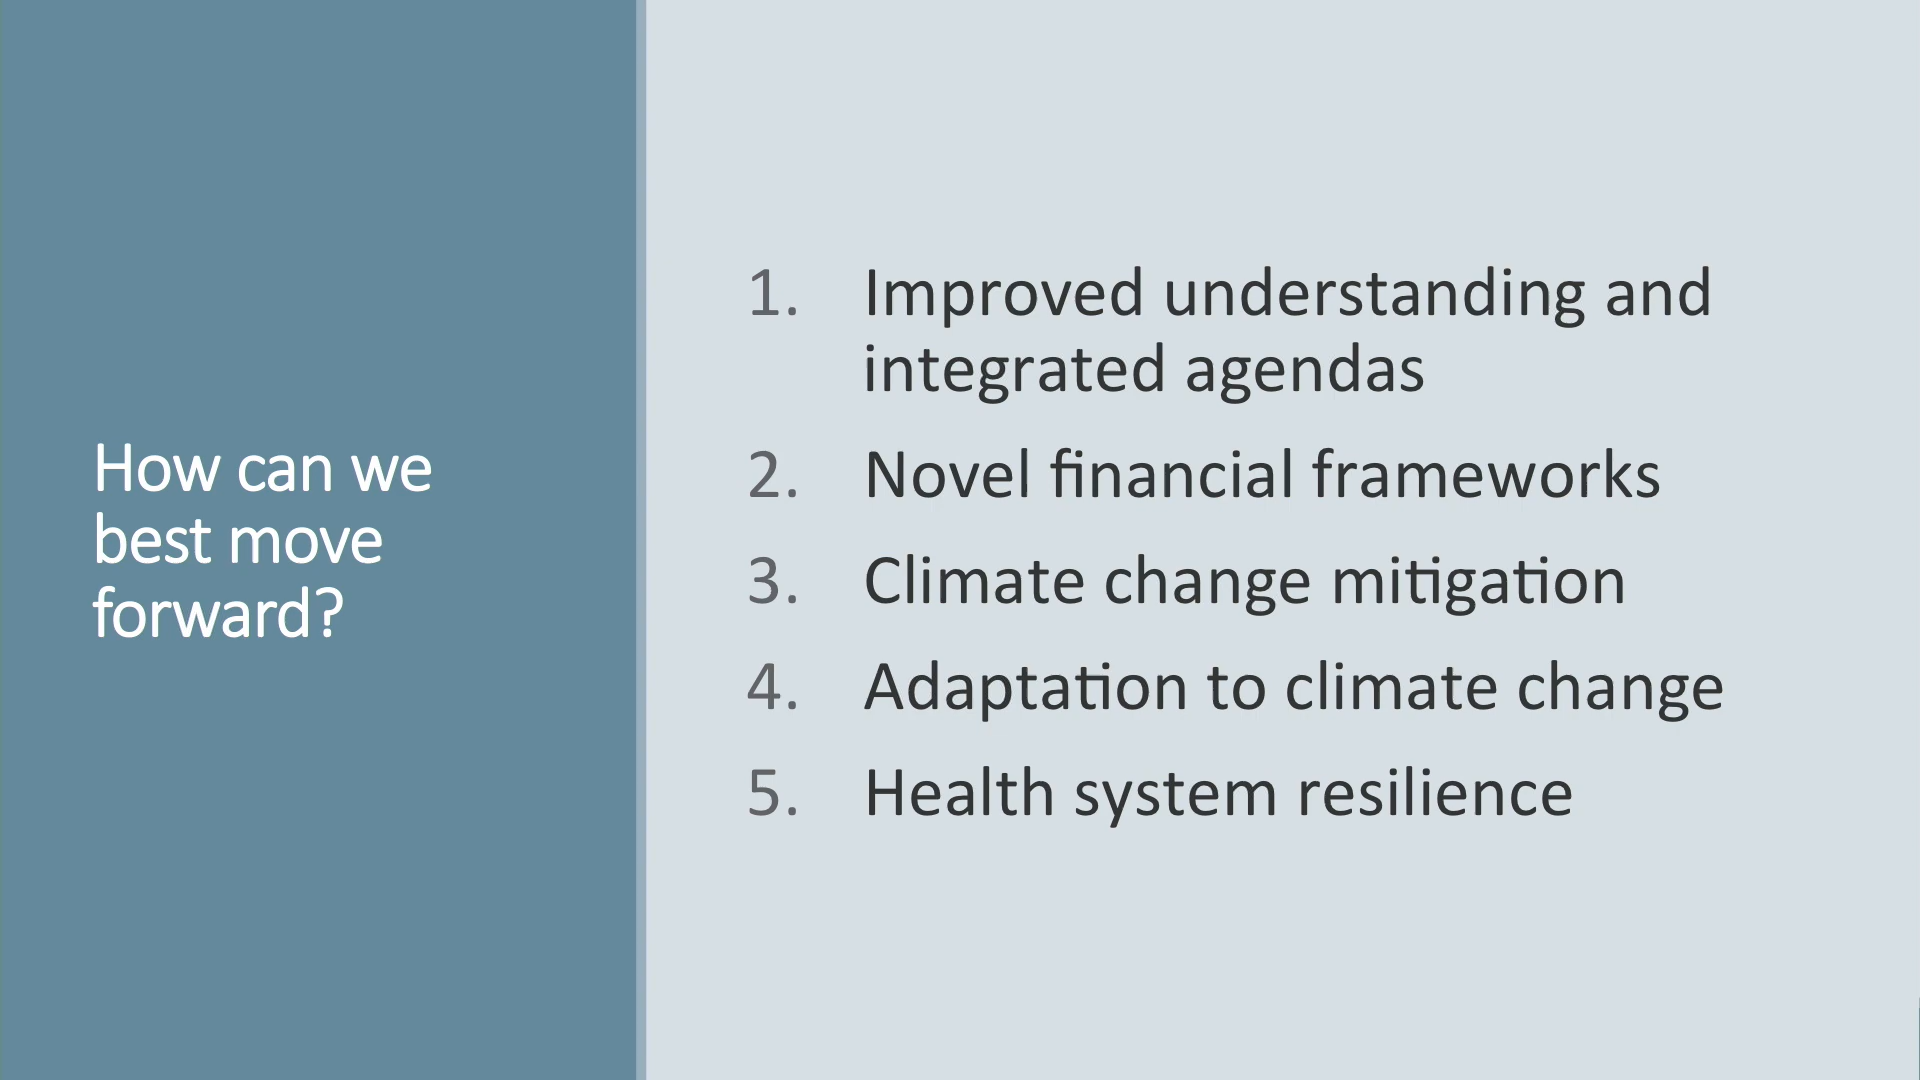 How can we
best move
forward?
1. Improved understanding and
integrated agendas
2. Novel financial frameworks
3. Climate change mitigation
4. Adaptation to climate change
5. Health system resilience